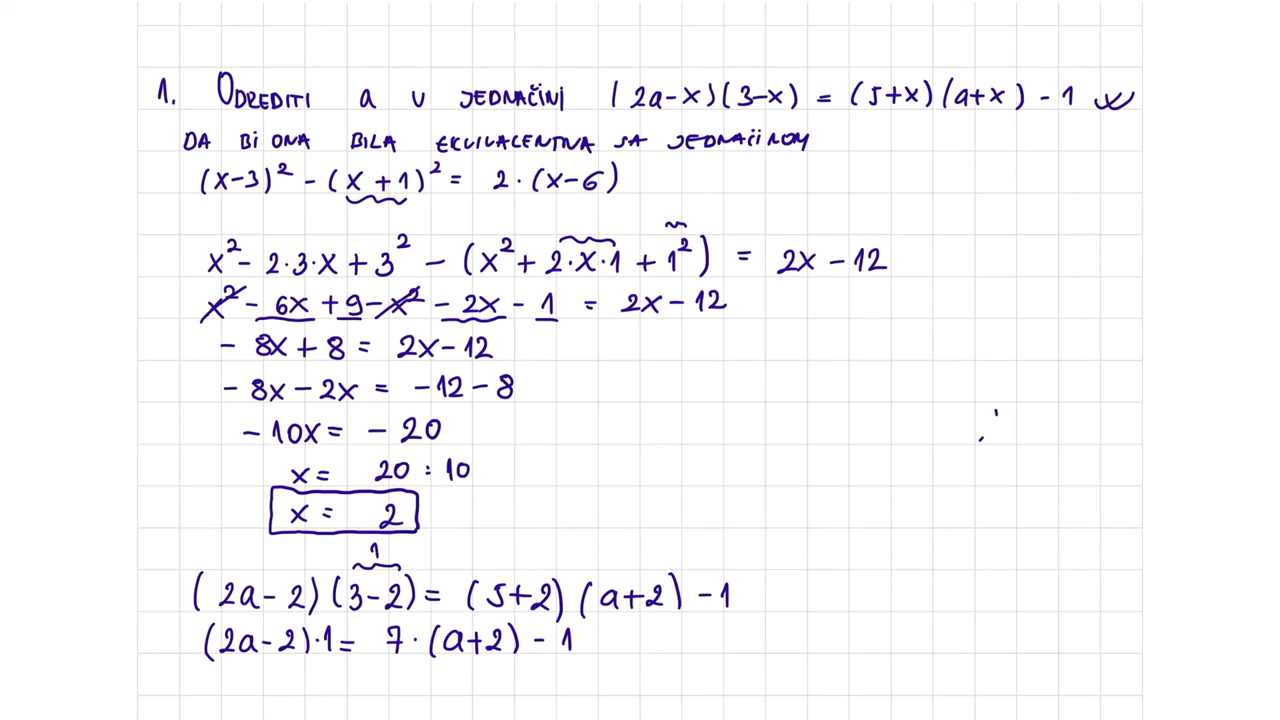 1. ODREDITI a U JEDNAČINI (2a-x)(3-x) = (5+x)(a+x) - 1
DA BI ONA BILA EKVIVALENTNA SA JEDNAČINOM
(x-3)² - (x+1)² = 2·(x-6)
x² - 2·3·x + 3² - (x² + 2·x·1 + 1²) = 2x - 12
x² - 6x + 9 - x² - 2x - 1 = 2x - 12
- 8x + 8 = 2x - 12
- 8x - 2x = -12 - 8
- 10x = - 20
x = 20 : 10
x = 2
1
(2a-2)(3-2) = (5+2)(a+2) - 1
(2a-2)·1 = 7·(a+2) - 1